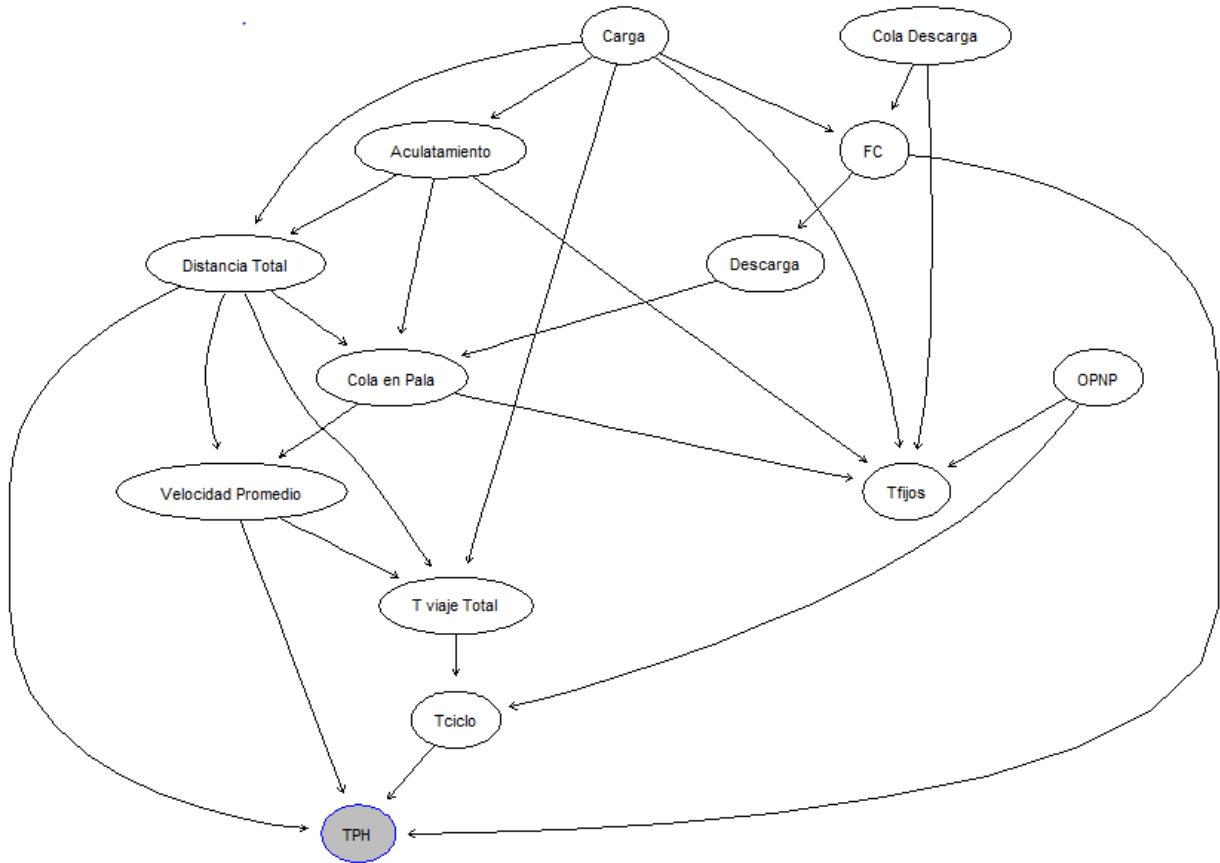 Carga
Cola Descarga
Aculatamiento
FC
Distancia Total
Descarga
Cola en Pala
OPNP
Velocidad Promedio
Tfijos
T viaje Total
Tciclo
TPH